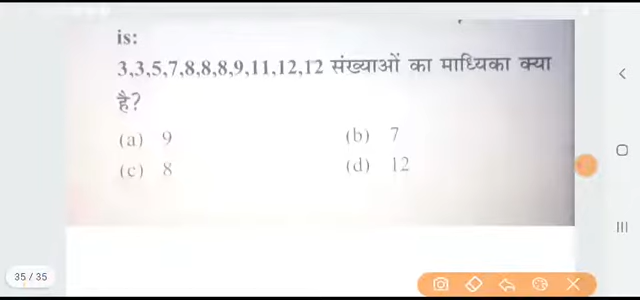 is:
3,3,5,7,8,8,8,9,11,12,12 संख्याओं का माध्यिका क्या
है?
(a) 9
(b) 7
(c) 8
(d) 12
35 / 35